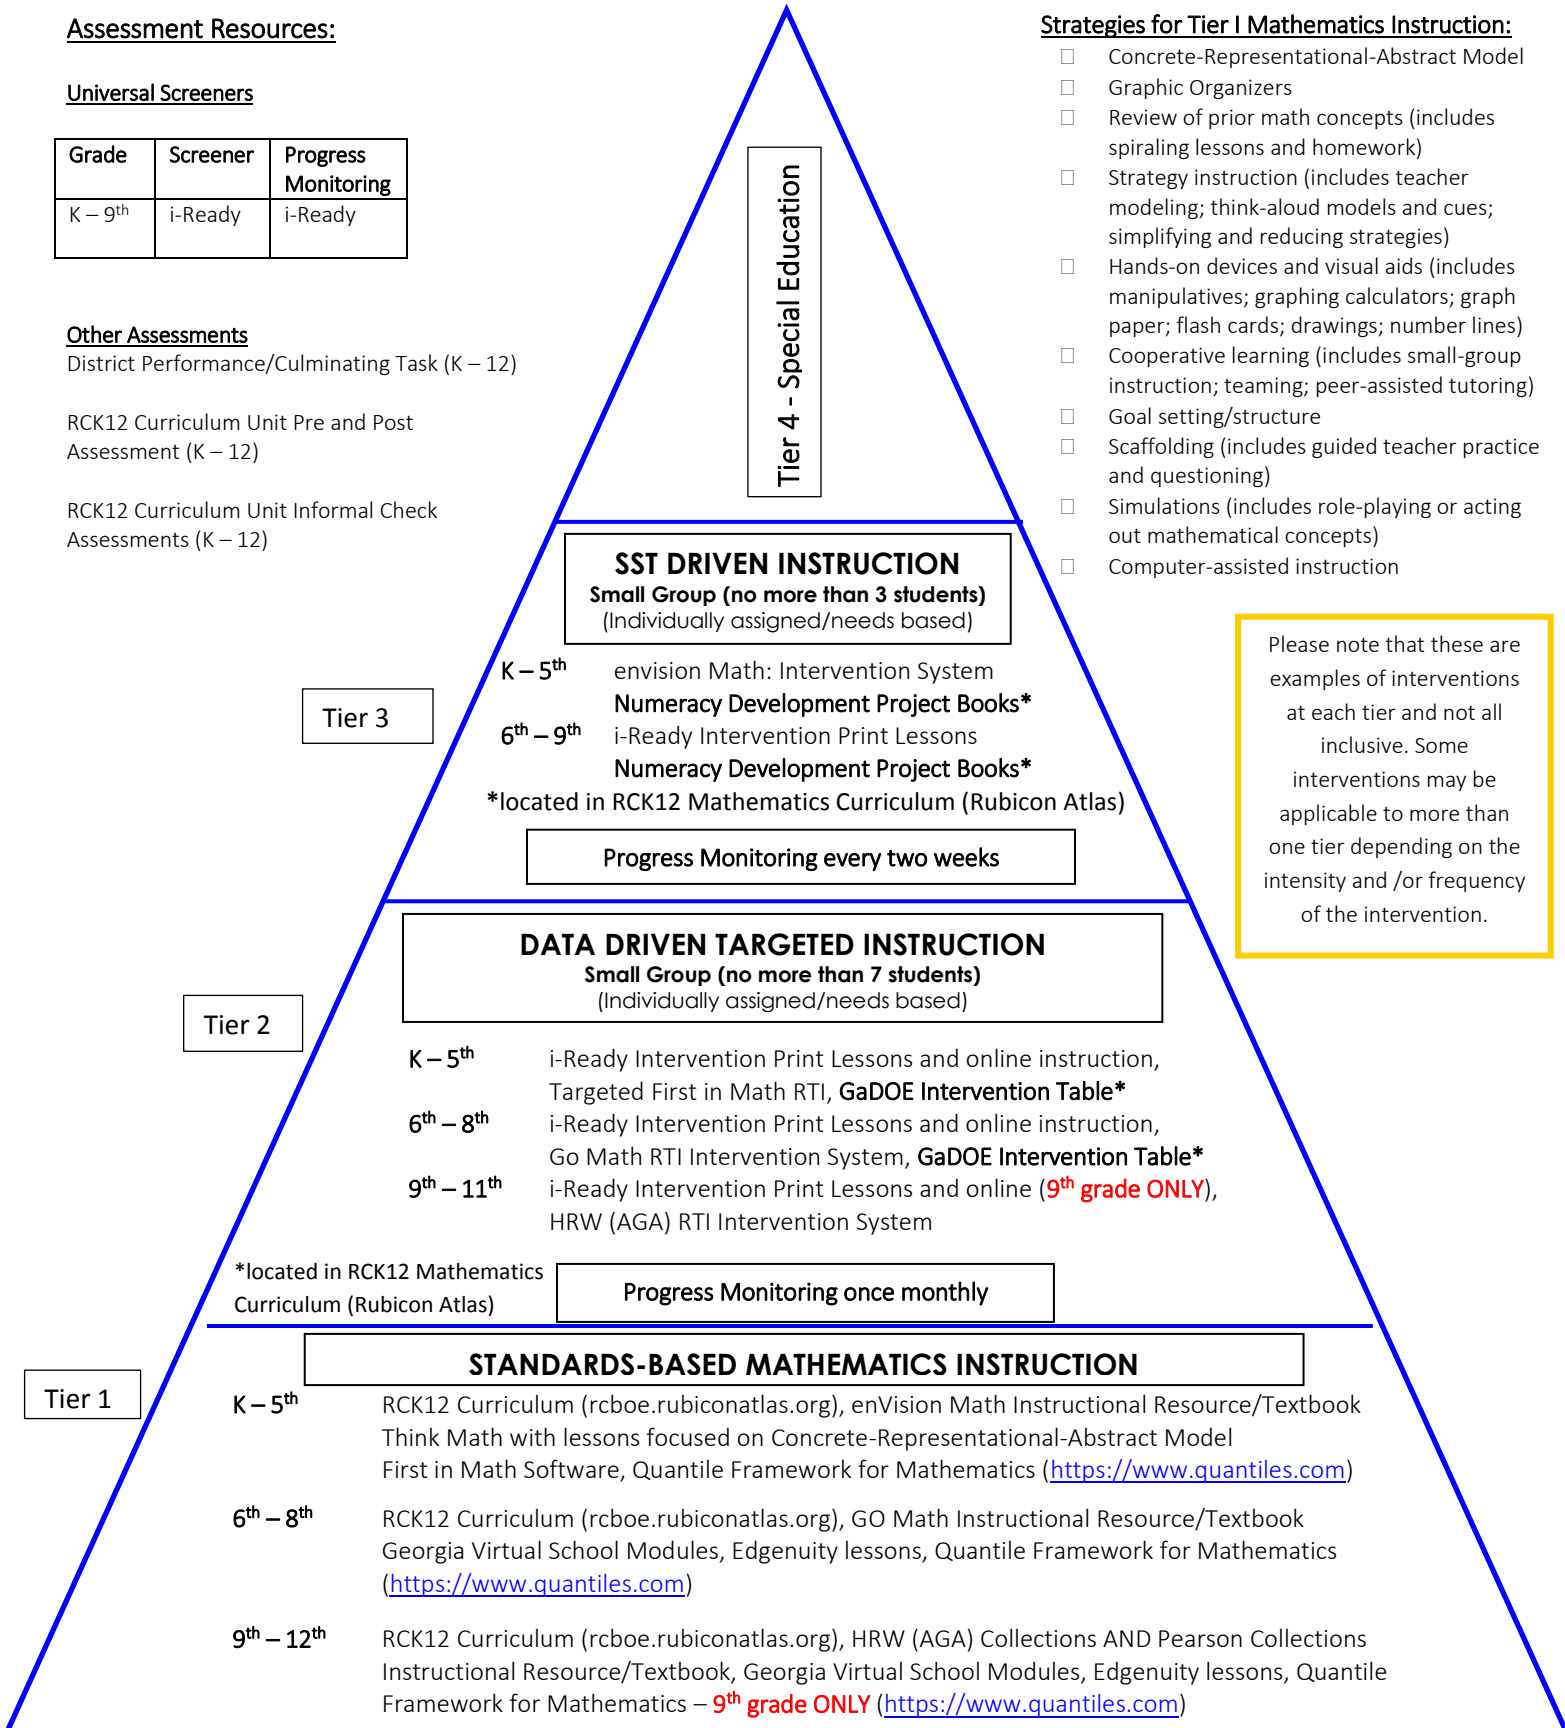 Assessment Resources:
Universal Screeners
Grade Screener Progress Monitoring
K – 9th i-Ready i-Ready
Other Assessments
District Performance/Culminating Task (K – 12)
RCK12 Curriculum Unit Pre and Post
Assessment (K – 12)
RCK12 Curriculum Unit Informal Check
Assessments (K – 12)
Strategies for Tier I Mathematics Instruction:
Concrete-Representational-Abstract Model
Graphic Organizers
Review of prior math concepts (includes
spiraling lessons and homework)
Strategy instruction (includes teacher
modeling; think-aloud models and cues;
simplifying and reducing strategies)
Hands-on devices and visual aids (includes
manipulatives; graphing calculators; graph
paper; flash cards; drawings; number lines)
Cooperative learning (includes small-group
instruction; teaming; peer-assisted tutoring)
Goal setting/structure
Scaffolding (includes guided teacher practice
and questioning)
Simulations (includes role-playing or acting
out mathematical concepts)
Computer-assisted instruction
Please note that these are
examples of interventions
at each tier and not all
inclusive. Some
interventions may be
applicable to more than
one tier depending on the
intensity and /or frequency
of the intervention.
Tier 4 - Special Education
SST DRIVEN INSTRUCTION
Small Group (no more than 3 students)
(Individually assigned/needs based)
Tier 3
K – 5th envision Math: Intervention System
Numeracy Development Project Books*
6th – 9th i-Ready Intervention Print Lessons
Numeracy Development Project Books*
*located in RCK12 Mathematics Curriculum (Rubicon Atlas)
Progress Monitoring every two weeks
DATA DRIVEN TARGETED INSTRUCTION
Small Group (no more than 7 students)
(Individually assigned/needs based)
Tier 2
K – 5th i-Ready Intervention Print Lessons and online instruction,
Targeted First in Math RTI, GaDOE Intervention Table*
6th – 8th i-Ready Intervention Print Lessons and online instruction,
Go Math RTI Intervention System, GaDOE Intervention Table*
9th – 11th i-Ready Intervention Print Lessons and online (9th grade ONLY),
HRW (AGA) RTI Intervention System
*located in RCK12 Mathematics
Curriculum (Rubicon Atlas)
Progress Monitoring once monthly
STANDARDS-BASED MATHEMATICS INSTRUCTION
Tier 1
K – 5th RCK12 Curriculum (rcboe.rubiconatlas.org), enVision Math Instructional Resource/Textbook
Think Math with lessons focused on Concrete-Representational-Abstract Model
First in Math Software, Quantile Framework for Mathematics (https://www.quantiles.com)
6th – 8th RCK12 Curriculum (rcboe.rubiconatlas.org), GO Math Instructional Resource/Textbook
Georgia Virtual School Modules, Edgenuity lessons, Quantile Framework for Mathematics
(https://www.quantiles.com)
9th – 12th RCK12 Curriculum (rcboe.rubiconatlas.org), HRW (AGA) Collections AND Pearson Collections
Instructional Resource/Textbook, Georgia Virtual School Modules, Edgenuity lessons, Quantile
Framework for Mathematics – 9th grade ONLY (https://www.quantiles.com)